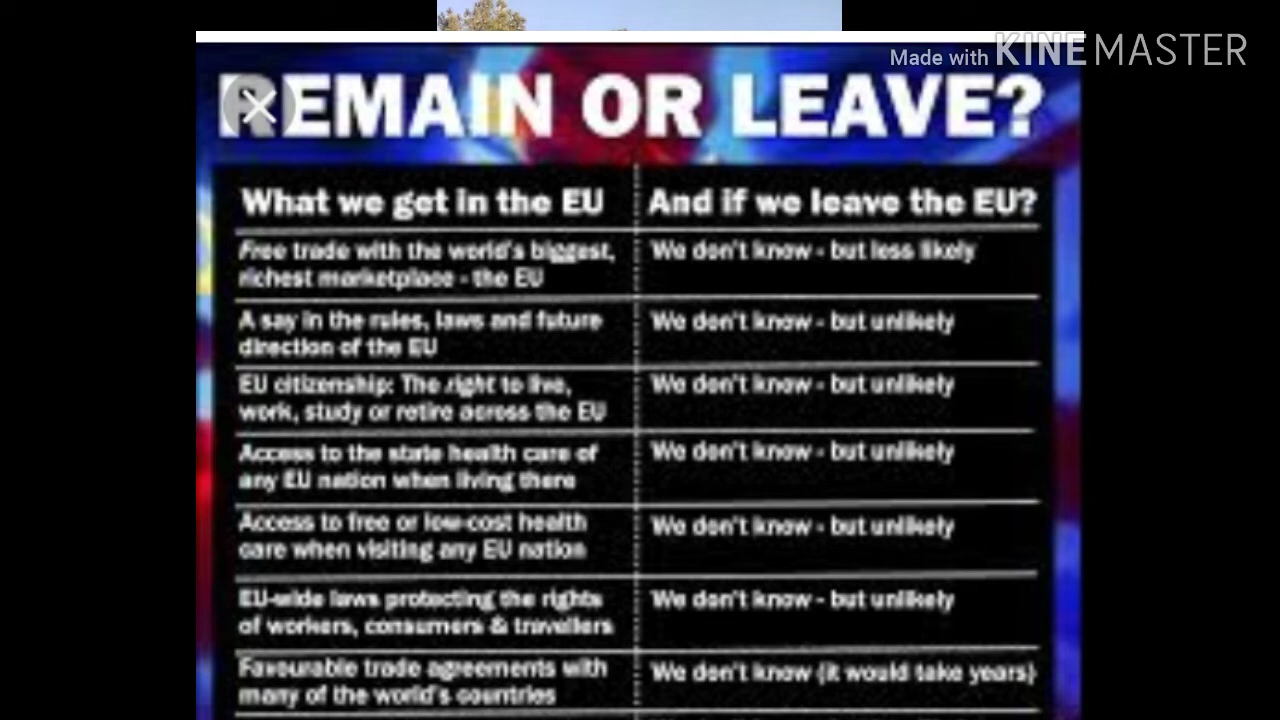 Made with KINEMASTER
REMAIN OR LEAVE?
What we get in the EU
And if we leave the EU?
Free trade with the world's biggest,
richest marketplace - the EU
We don't know - but less likely
A say in the rules, laws and future
direction of the EU
We don't know - but unlikely
EU citizenship: The right to live,
work, study or retire across the EU
We don't know - but unlikely
Access to the state health care of
any EU nation when living there
We don't know - but unlikely
Access to free or low-cost health
care when visiting any EU nation
We don't know - but unlikely
EU-wide laws protecting the rights
of workers, consumers & travellers
We don't know - but unlikely
Favourable trade agreements with
many of the world's countries
We don't know (it would take years)